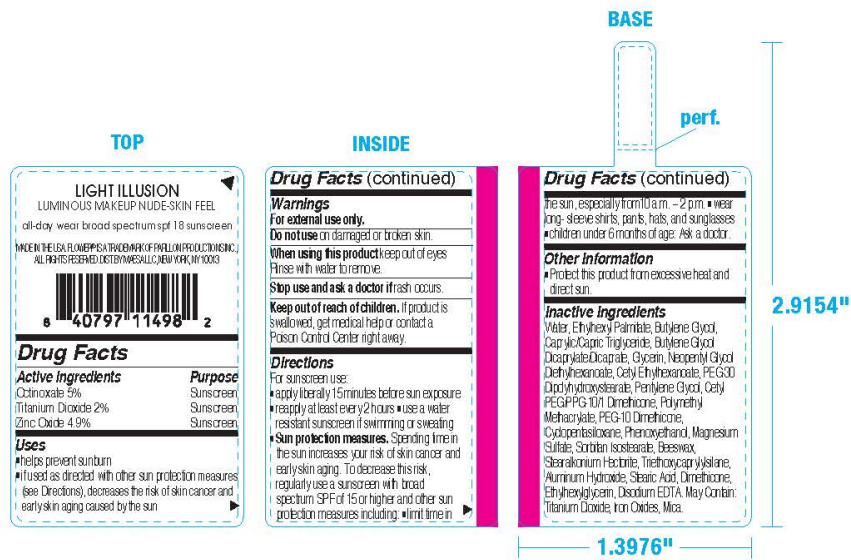 TOP
LIGHT ILLUSION
LUMINOUS MAKEUP NUDE-SKIN FEEL
all-day wear broad spectrum spf 18 sunscreen
MADE IN THE USA. FLOWER® IS A TRADEMARK OF PAPILLON PRODUCTIONS INC.,
ALL RIGHTS RESERVED. DIST. BY MAESA LLC, NEW YORK, NY 10013
6 40797 11498 2
Drug Facts
Active Ingredients Purpose
Octinoxate 5% Sunscreen
Titanium Dioxide 2% Sunscreen
Zinc Oxide 4.9% Sunscreen
Uses
▪ helps prevent sunburn
▪ if used as directed with other sun protection measures
(see Directions), decreases the risk of skin cancer and
early skin aging caused by the sun
INSIDE
Drug Facts (continued)
Warnings
For external use only.
Do not use on damaged or broken skin.
When using this product keep out of eyes
Rinse with water to remove.
Stop use and ask a doctor if rash occurs.
Keep out of reach of children. If product is
swallowed, get medical help or contact a
Poison Control Center right away.
Directions
For sunscreen use:
▪ apply liberally 15 minutes before sun exposure
▪ reapply at least every 2 hours ▪ use a water
resistant sunscreen if swimming or sweating
▪ Sun protection measures. Spending time in
the sun increases your risk of skin cancer and
early skin aging. To decrease this risk,
regularly use a sunscreen with broad
spectrum SPF of 15 or higher and other sun
protection measures including: ▪ limit time in
BASE
perf.
Drug Facts (continued)
the sun, especially from 10 a.m. – 2 p.m. ▪ wear
long- sleeve shirts, pants, hats, and sunglasses
▪ children under 6 months of age: Ask a doctor.
Other information
▪ Protect this product from excessive heat and
direct sun.
Inactive ingredients
Water, Ethylhexyl Palmitate, Butylene Glycol,
Caprylic/Capric Triglyceride, Butylene Glycol
Dicaprylate/Dicaprate, Glycerin, Neopentyl Glycol
Diethylhexanoate, Cetyl Ethylhexanoate, PEG-30
Dipolyhydroxystearate, Pentylene Glycol, Cetyl
PEG/PPG-10/1 Dimethicone, Polymethyl
Methacrylate, PEG-10 Dimethicone,
Cyclopentasiloxane, Phenoxyethanol, Magnesium
Sulfate, Sorbitan Isostearate, Beeswax,
Stearalkonium Hectorite, Triethoxycaprylylsilane,
Aluminum Hydroxide, Stearic Acid, Dimethicone,
Ethylhexylglycerin, Disodium EDTA. May Contain:
Titanium Dioxide, Iron Oxides, Mica.
2.9154"
1.3976"